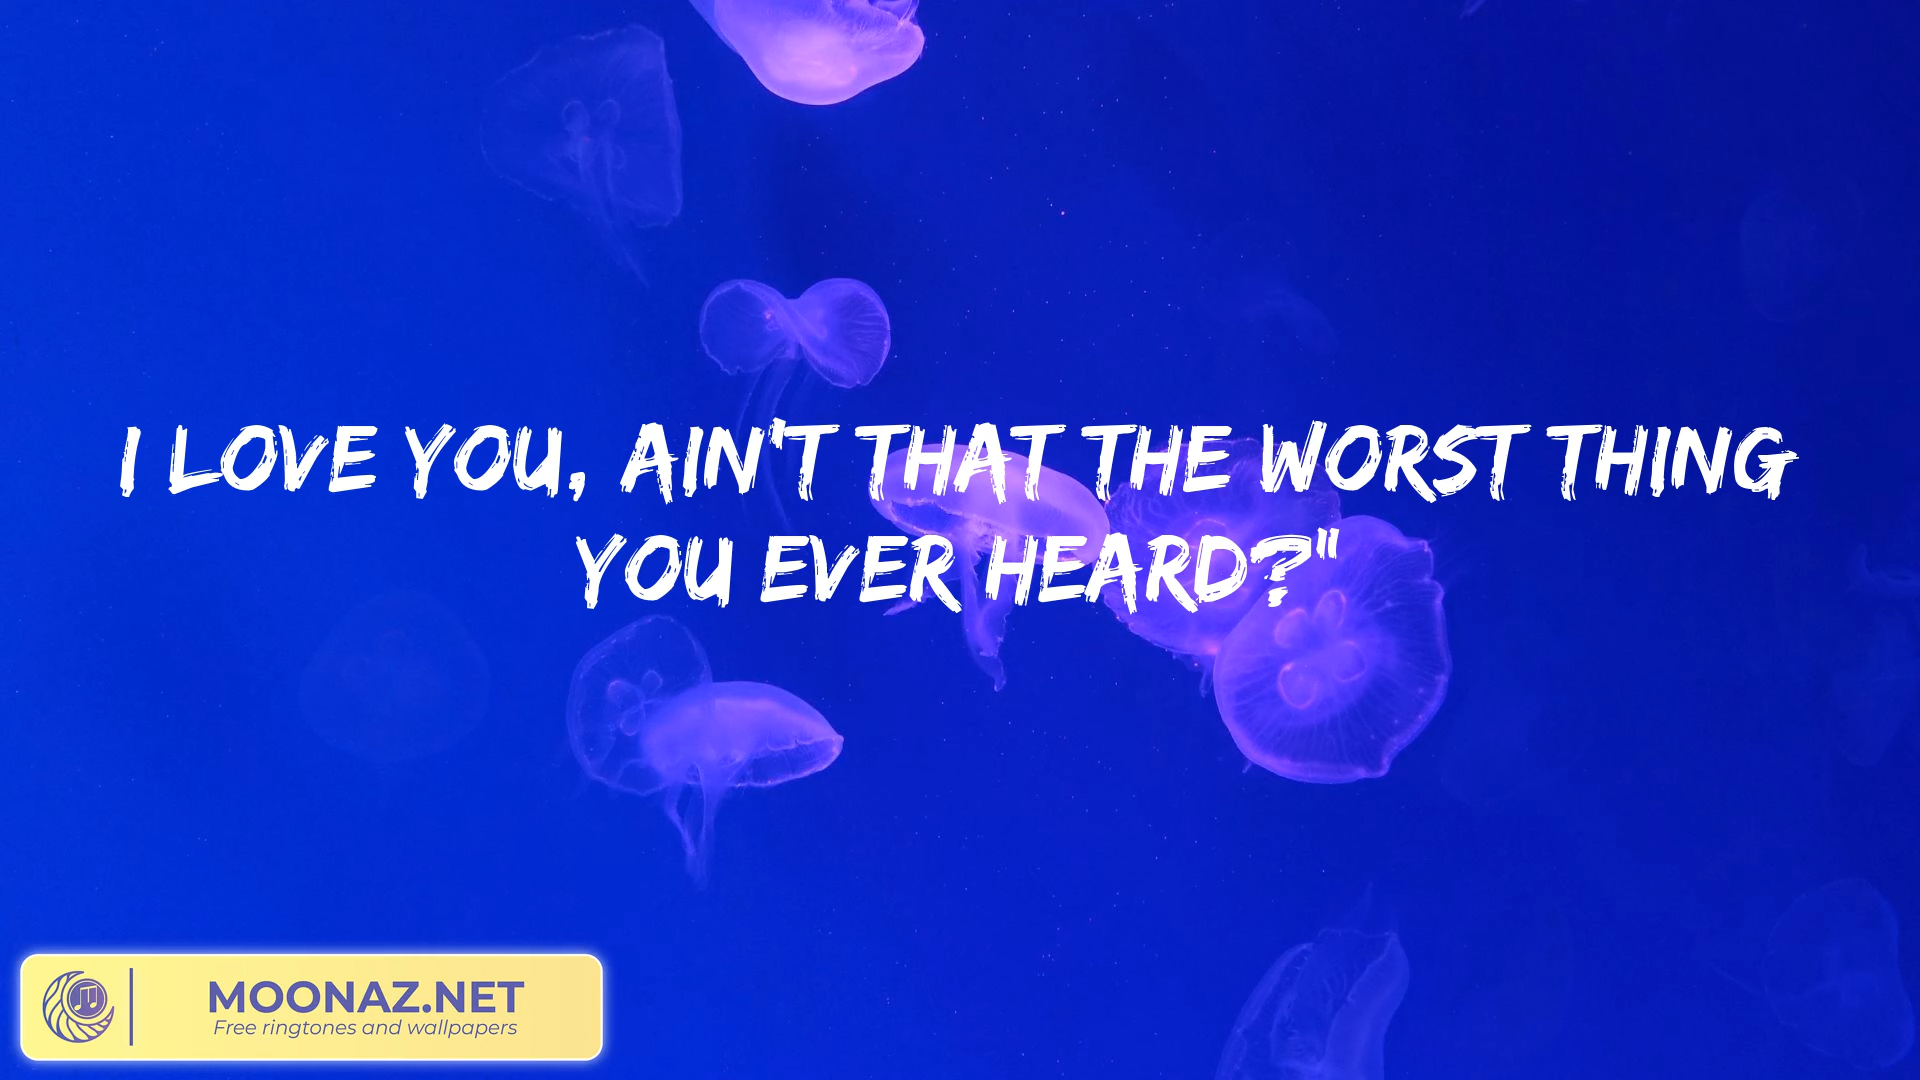 I LOVE YOU, AIN'T THAT THE WORST THING
YOU EVER HEARD?"
MOONAZ.NET
Free ringtones and wallpapers